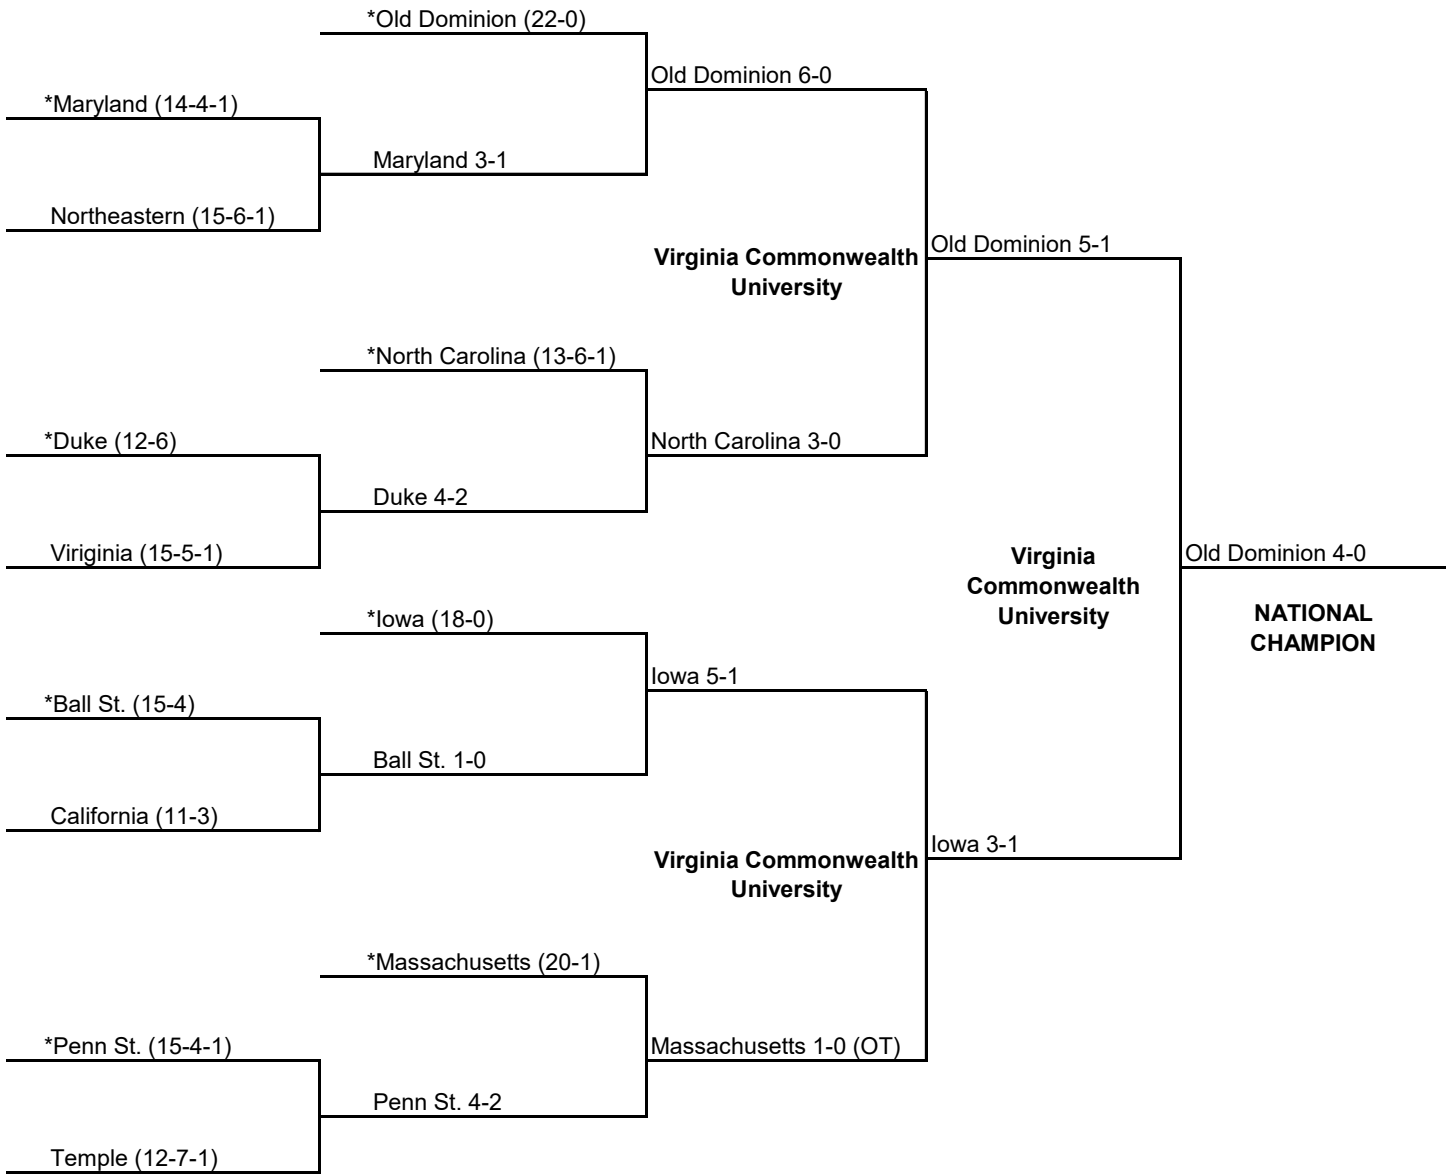 *Old Dominion (22-0)
Old Dominion 6-0
*Maryland (14-4-1)
Maryland 3-1
Northeastern (15-6-1)
Old Dominion 5-1
Virginia Commonwealth
University
*North Carolina (13-6-1)
*Duke (12-6)
North Carolina 3-0
Duke 4-2
Viriginia (15-5-1)
Virginia
Commonwealth
University
Old Dominion 4-0
NATIONAL
CHAMPION
*Iowa (18-0)
Iowa 5-1
*Ball St. (15-4)
Ball St. 1-0
California (11-3)
Iowa 3-1
Virginia Commonwealth
University
*Massachusetts (20-1)
*Penn St. (15-4-1)
Massachusetts 1-0 (OT)
Penn St. 4-2
Temple (12-7-1)